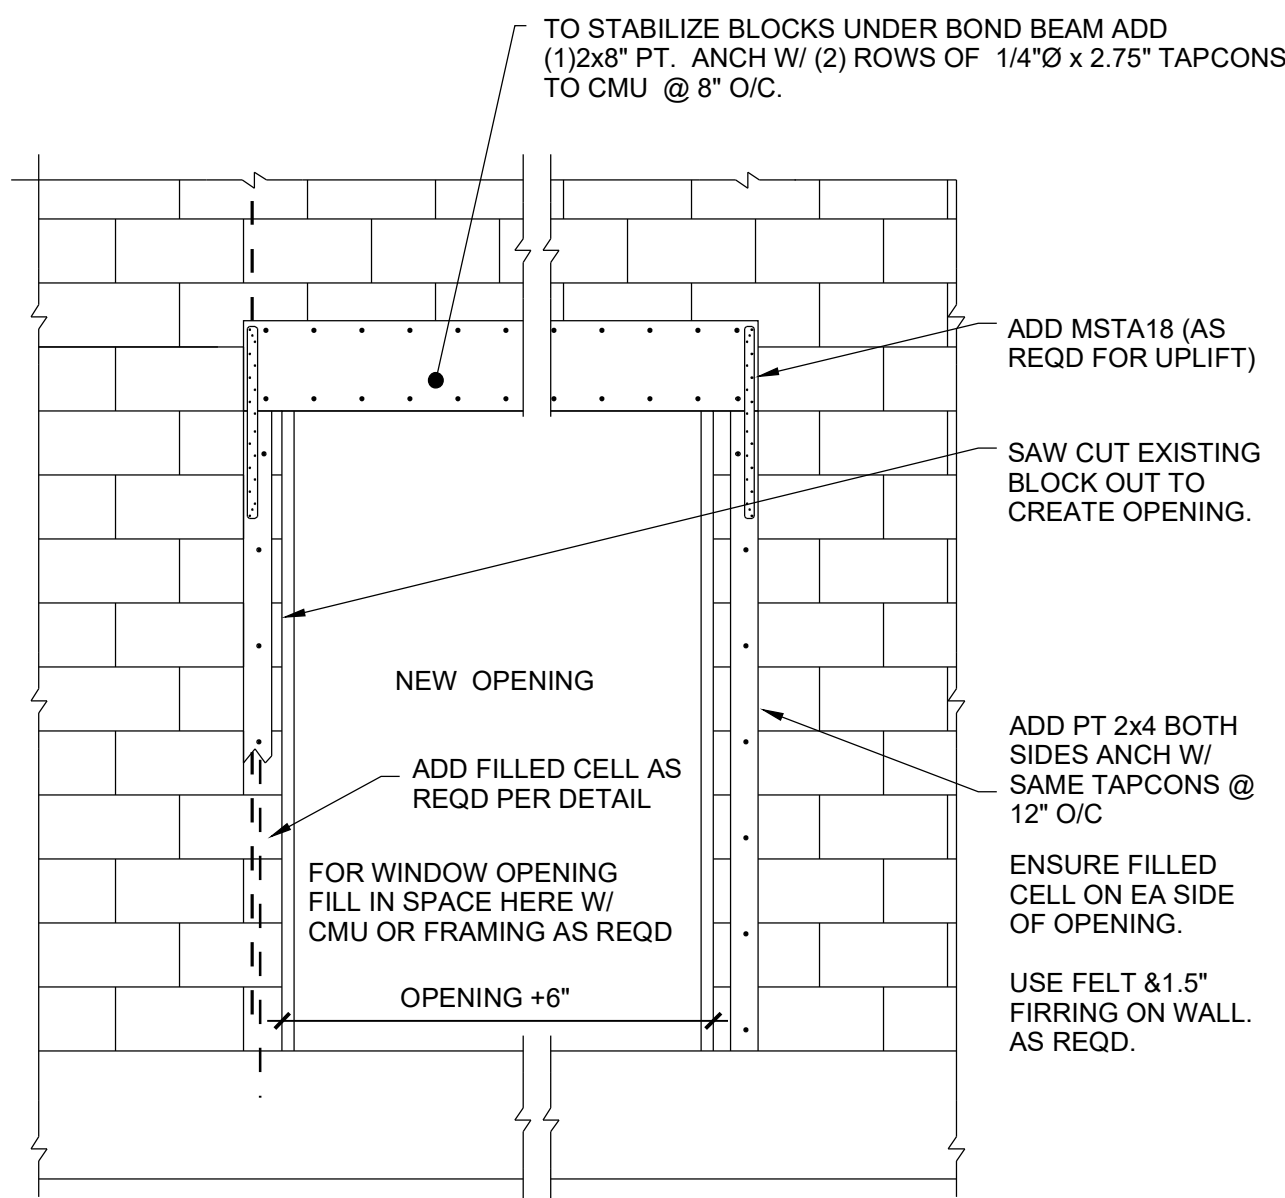 TO STABILIZE BLOCKS UNDER BOND BEAM ADD
(1)2x8" PT. ANCH W/ (2) ROWS OF 1/4"Ø x 2.75" TAPCONS
TO CMU @ 8" O/C.
ADD MSTA18 (AS
REQD FOR UPLIFT)
SAW CUT EXISTING
BLOCK OUT TO
CREATE OPENING.
NEW OPENING
ADD FILLED CELL AS
REQD PER DETAIL
FOR WINDOW OPENING
FILL IN SPACE HERE W/
CMU OR FRAMING AS REQD
OPENING +6"
ADD PT 2x4 BOTH
SIDES ANCH W/
SAME TAPCONS @
12" O/C
ENSURE FILLED
CELL ON EA SIDE
OF OPENING.
USE FELT &1.5"
FIRRING ON WALL.
AS REQD.